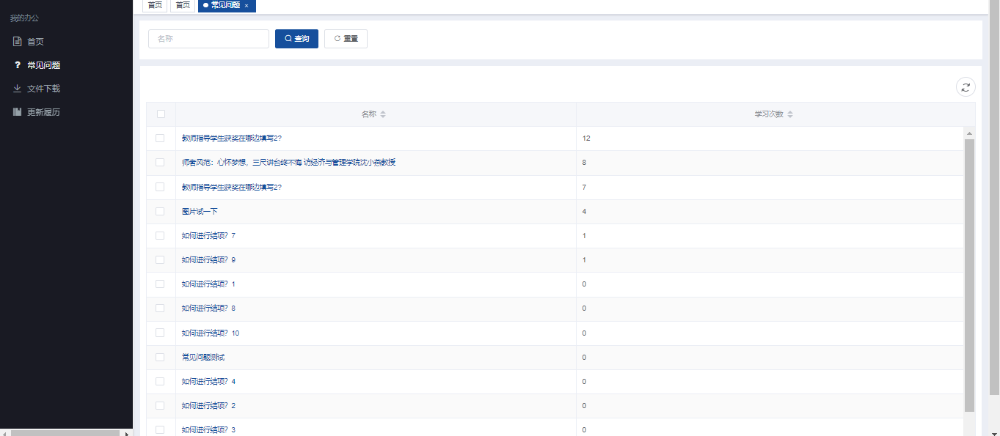 我的办公
首页
常见问题
文件下载
更新履历
首页 首页 常见问题 ×
名称 查询 重置
名称 学习次数
教师指导学生获奖在哪边填写2? 12
师者风范：心怀梦想，三尺讲台终不悔 访经济与管理学院沈小燕教授 8
教师指导学生获奖在哪边填写2? 7
图片试一下 4
如何进行结项？7 1
如何进行结项？9 1
如何进行结项？1 0
如何进行结项？8 0
如何进行结项？10 0
常见问题测试 0
如何进行结项？4 0
如何进行结项？2 0
如何进行结项？3 0